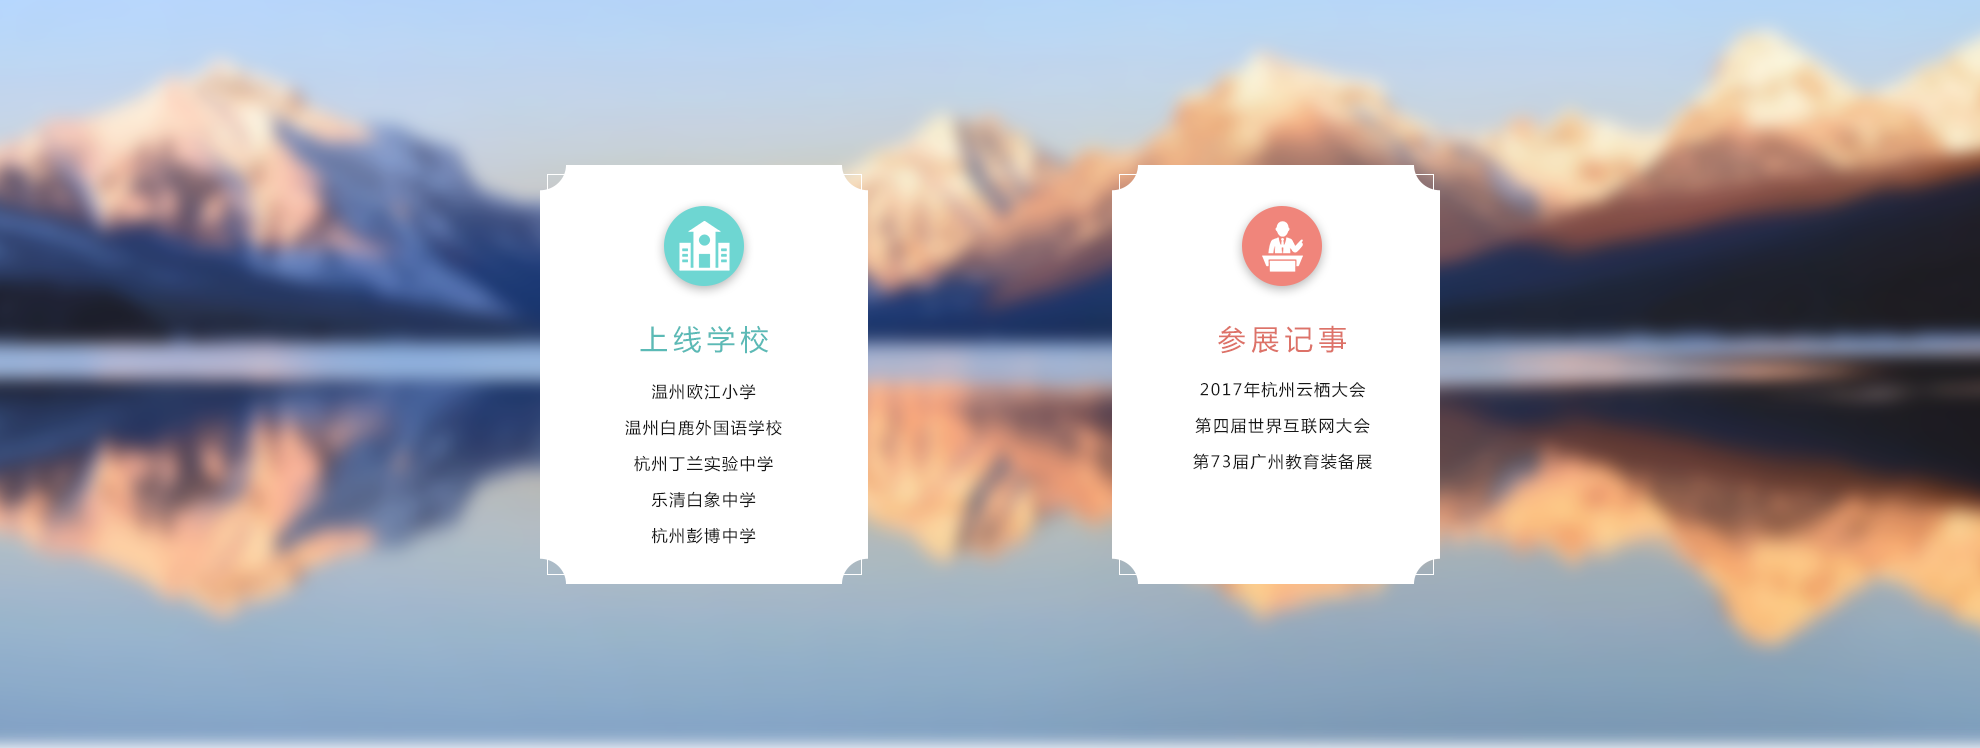 上线学校
温州欧江小学
温州白鹿外国语学校
杭州丁兰实验中学
乐清白象中学
杭州彭博中学
参展记事
2017年杭州云栖大会
第四届世界互联网大会
第73届广州教育装备展